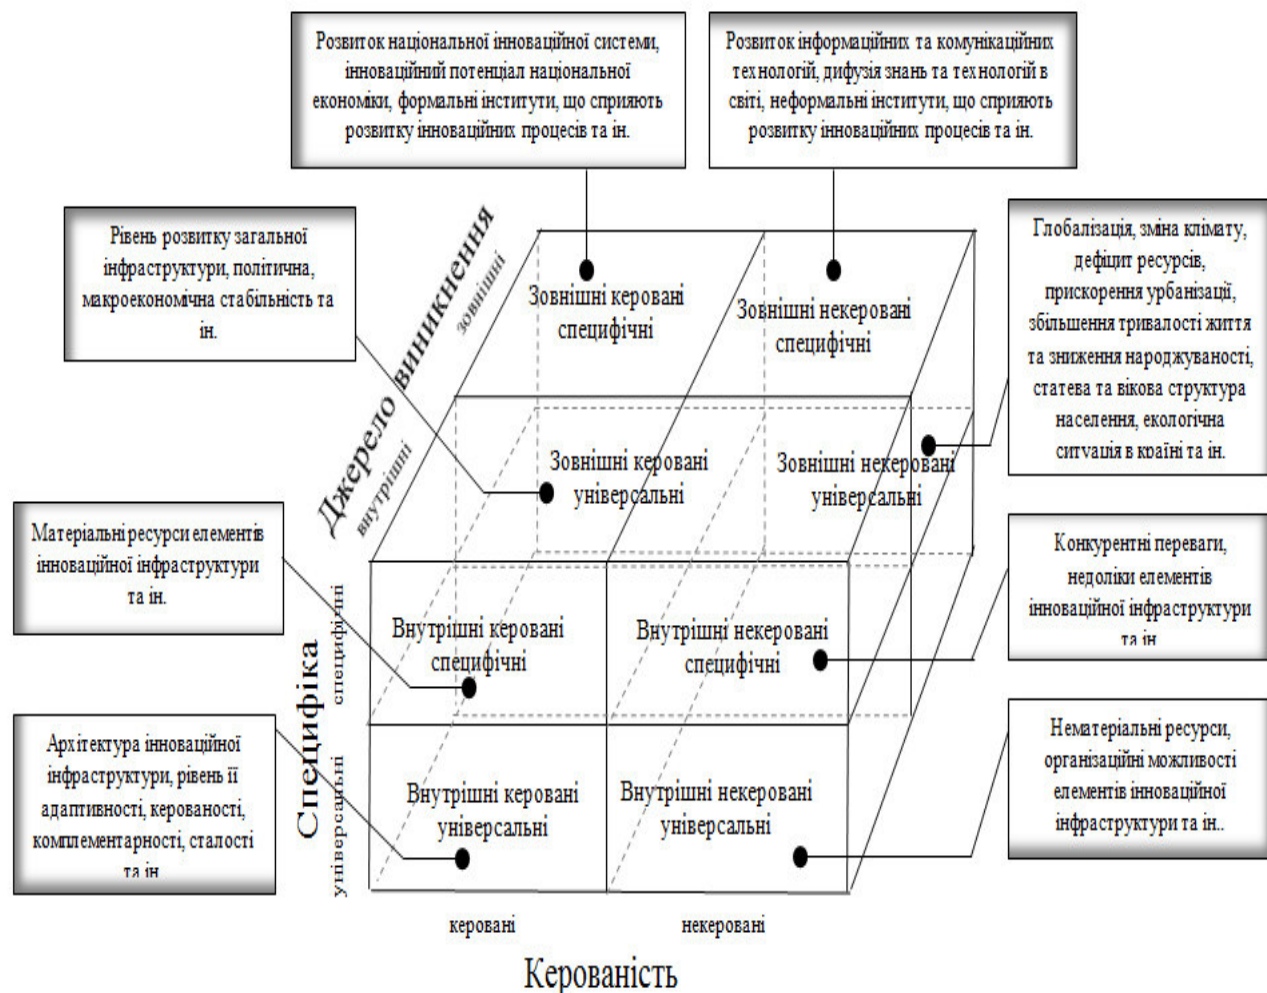 Розвиток національної інноваційної системи,
інноваційний потенціал національної
економіки, формальні інститути, що сприяють
розвитку інноваційних процесів та ін.
Розвиток інформаційних та комунікаційних
технологій, дифузія знань та технологій в
світі, неформальні інститути, що сприяють
розвитку інноваційних процесів та ін.
Рівень розвитку загальної
інфраструктури, політична,
макроекономічна стабільність та
ін.
Глобалізація, зміна клімату,
дефіцит ресурсів,
прискорення урбанізації,
збільшення тривалості життя
та зниження народжуваності,
статева та вікова структура
населення, екологічна
ситуація в країні та ін.
Джерело виникнення
зовнішні
внутрішні
Зовнішні керовані
специфічні
Зовнішні некеровані
специфічні
Зовнішні керовані
універсальні
Зовнішні некеровані
універсальні
Матеріальні ресурси елементів
інноваційної інфраструктури
та ін.
Конкурентні переваги,
недоліки елементів
інноваційної інфраструктури
та ін
Специфіка
специфічні
універсальні
Внутрішні керовані
специфічні
Внутрішні некеровані
специфічні
Архітектура інноваційної
інфраструктури, рівень її
адаптивності, керованості,
комплементарності, сталості
та ін
Внутрішні керовані
універсальні
Внутрішні некеровані
універсальні
Нематеріальні ресурси,
організаційні можливості
елементів інноваційної
інфраструктури та ін..
керовані
некеровані
Керованість